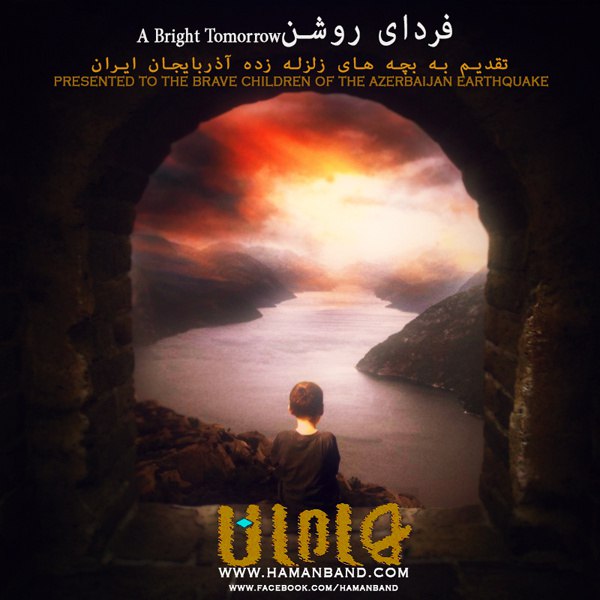 A Bright Tomorrow فردای روشن
تقدیم به بچه های زلزله زده آذربایجان ایران
PRESENTED TO THE BRAVE CHILDREN OF THE AZERBAIJAN EARTHQUAKE
هامان
WWW.HAMANBAND.COM
WWW.FACEBOOK.COM/HAMANBAND